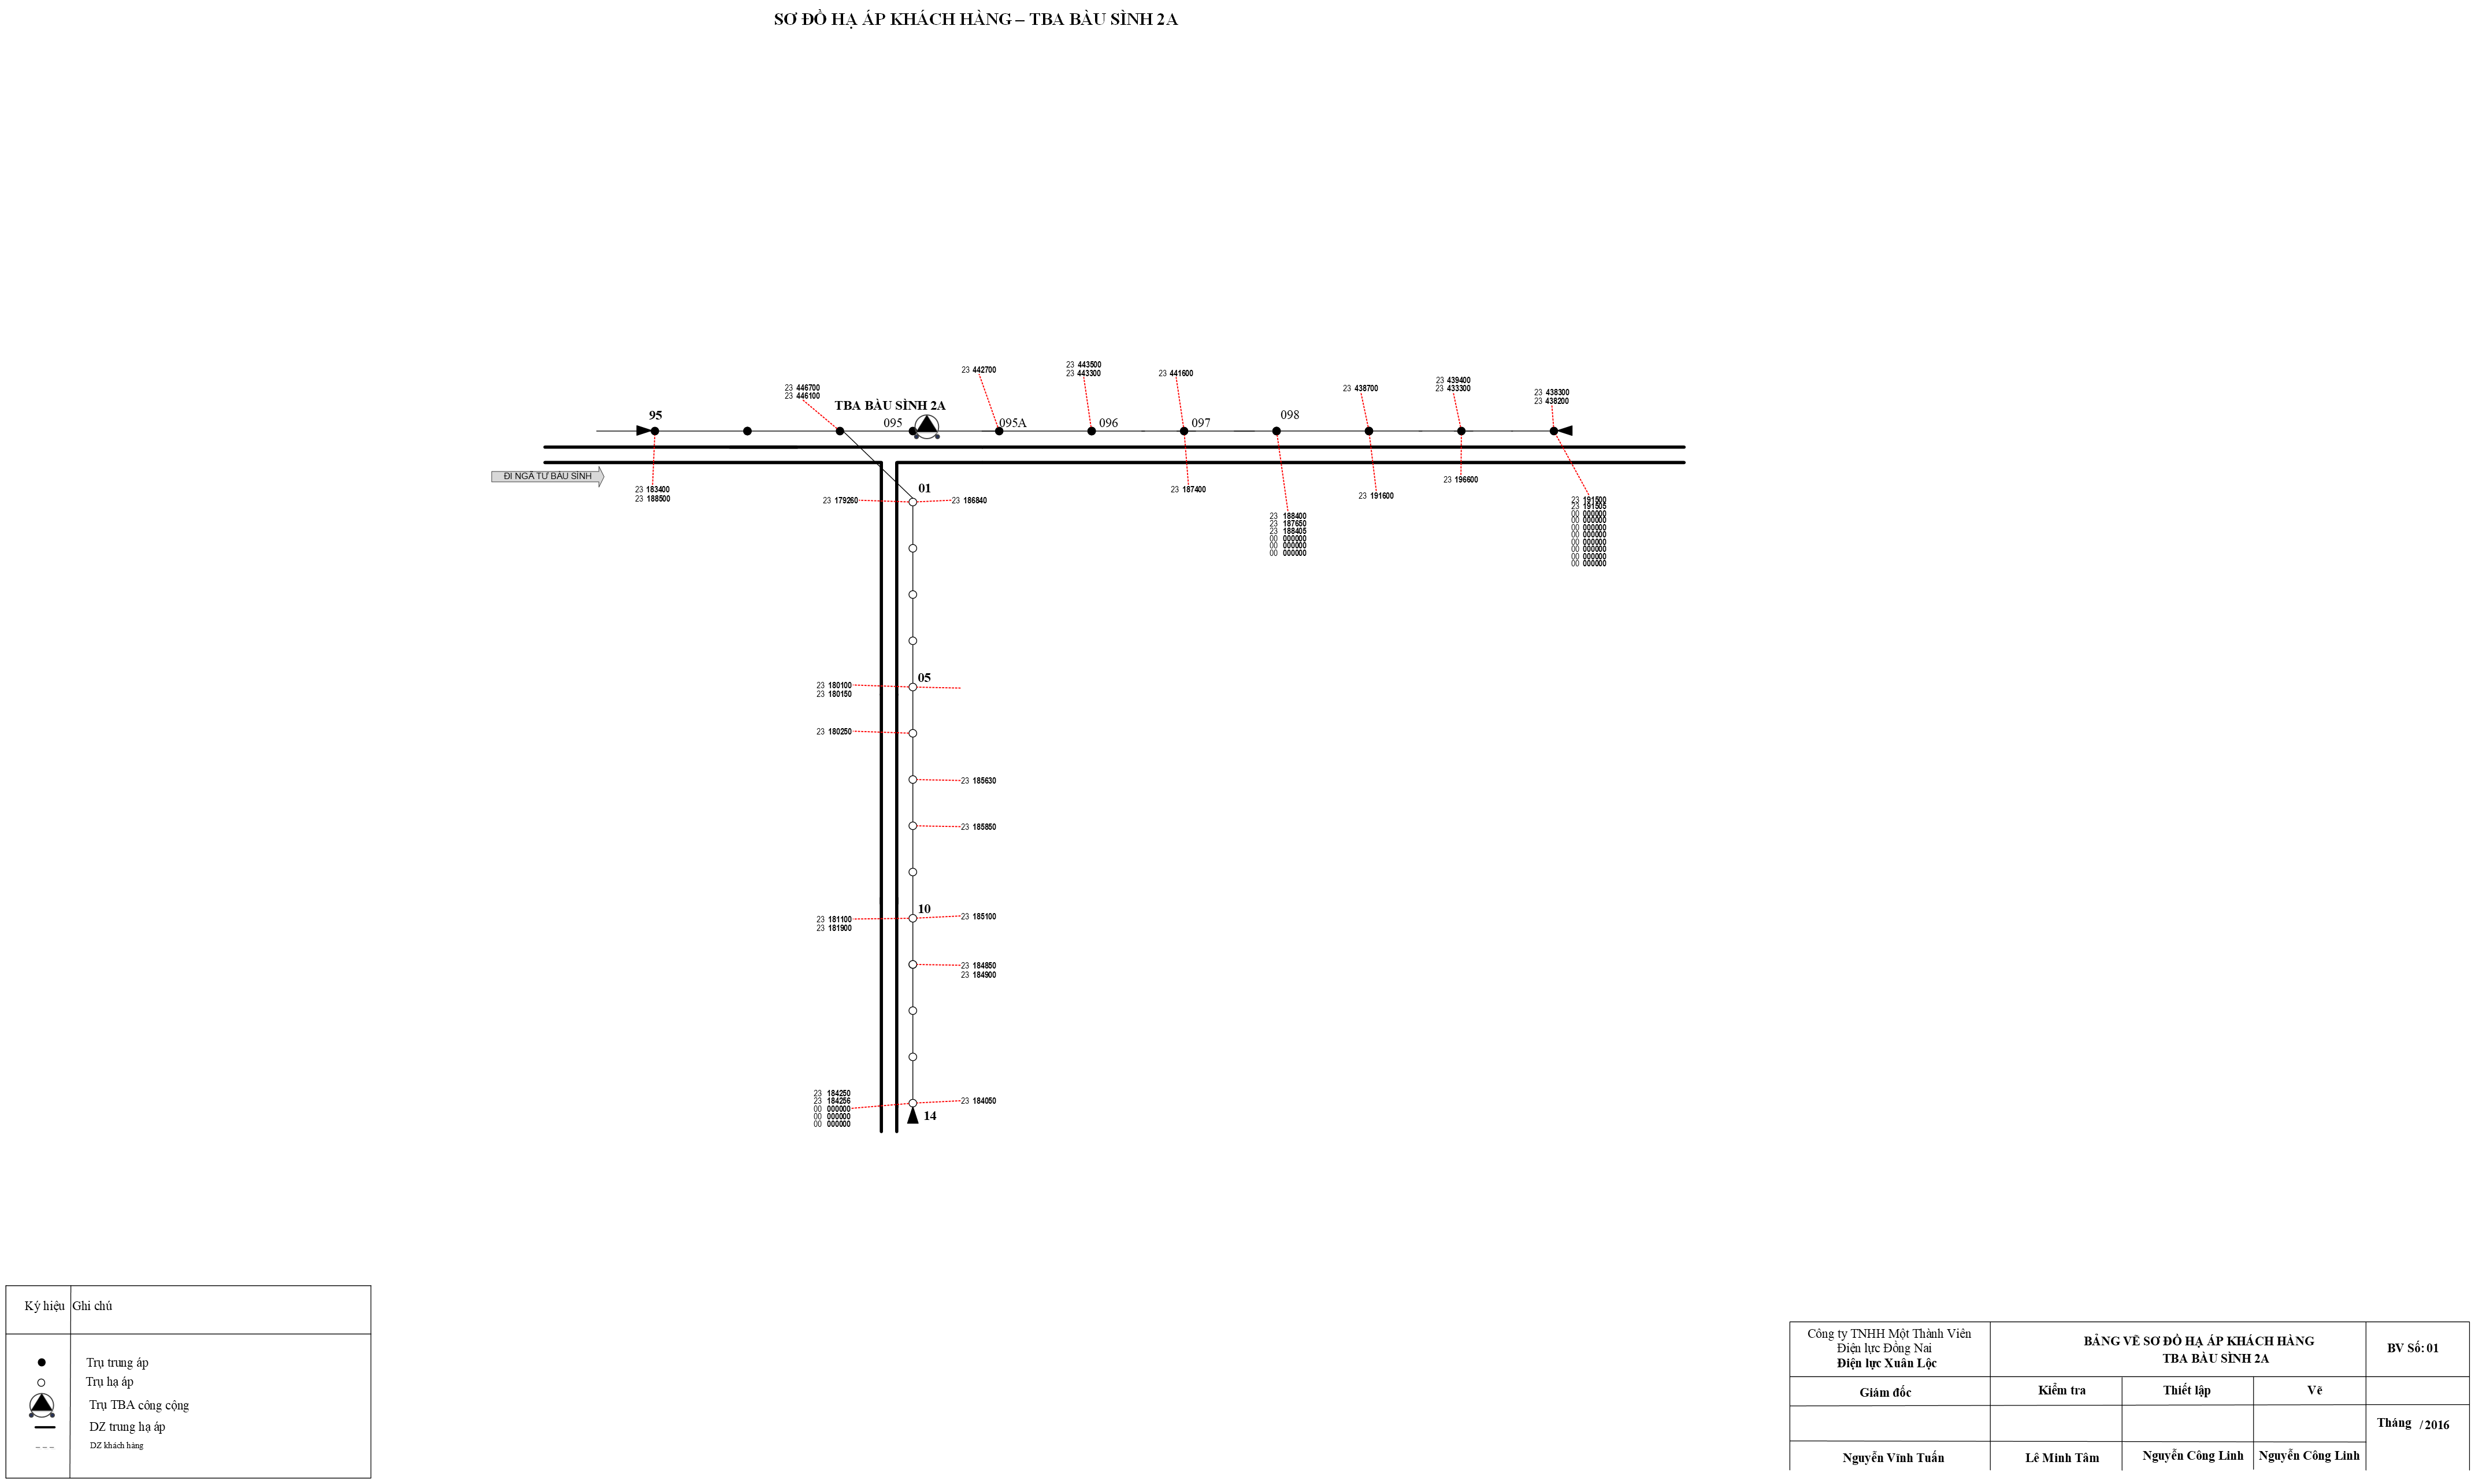 SƠ ĐỒ HẠ ÁP KHÁCH HÀNG – TBA BÀU SÌNH 2A
23 446700
23 446100
23 442700
23 443500
23 443300
23 441600
23 438700
23 439400
23 433300
23 438300
23 438200
TBA BÀU SÌNH 2A
95
095
095A
096
097
098
ĐI NGÃ TƯ BÀU SÌNH
23 183400
23 188500
23 187400
23 188400
23 187650
23 188405
00 000000
00 000000
00 000000
23 191600
23 196600
23 191500
23 191505
00 000000
00 000000
00 000000
00 000000
00 000000
00 000000
00 000000
00 000000
01
23 179260
23 186840
05
23 180100
23 180150
23 180250
23 185630
23 185850
10
23 181100
23 181900
23 185100
23 184850
23 184900
23 184250
23 184256
00 000000
00 000000
00 000000
23 184050
14
Ký hiệu Ghi chú
Trụ trung áp
Trụ hạ áp
Trụ TBA công cộng
DZ trung hạ áp
DZ khách hàng
Công ty TNHH Một Thành Viên
Điện lực Đồng Nai
Điện lực Xuân Lộc
BẢNG VẼ SƠ ĐỒ HẠ ÁP KHÁCH HÀNG
TBA BÀU SÌNH 2A
BV Số: 01
Giám đốc
Kiểm tra
Thiết lập
Vẽ
Tháng /2016
Nguyễn Vĩnh Tuấn
Lê Minh Tâm
Nguyễn Công Linh
Nguyễn Công Linh